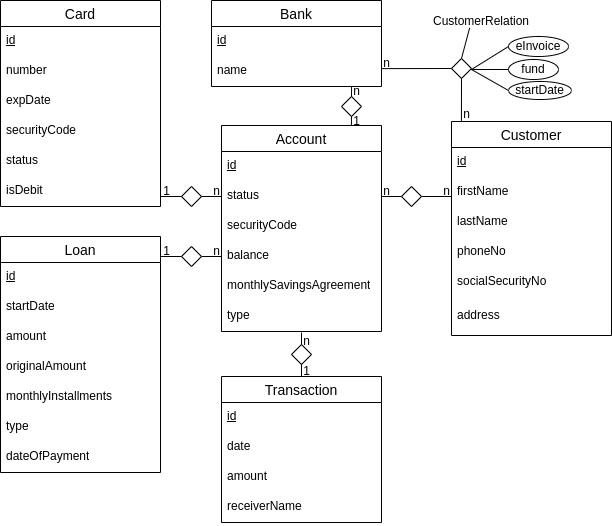 Card
id
number
expDate
securityCode
status
isDebit
Bank
id
name
n
n
1
CustomerRelation
eInvoice
fund
startDate
n
Account
id
status
securityCode
balance
monthlySavingsAgreement
type
1
n
n
n
1
n
Customer
id
firstName
lastName
phoneNo
socialSecurityNo
address
Loan
id
startDate
amount
originalAmount
monthlyInstallments
type
dateOfPayment
n
1
Transaction
id
date
amount
receiverName